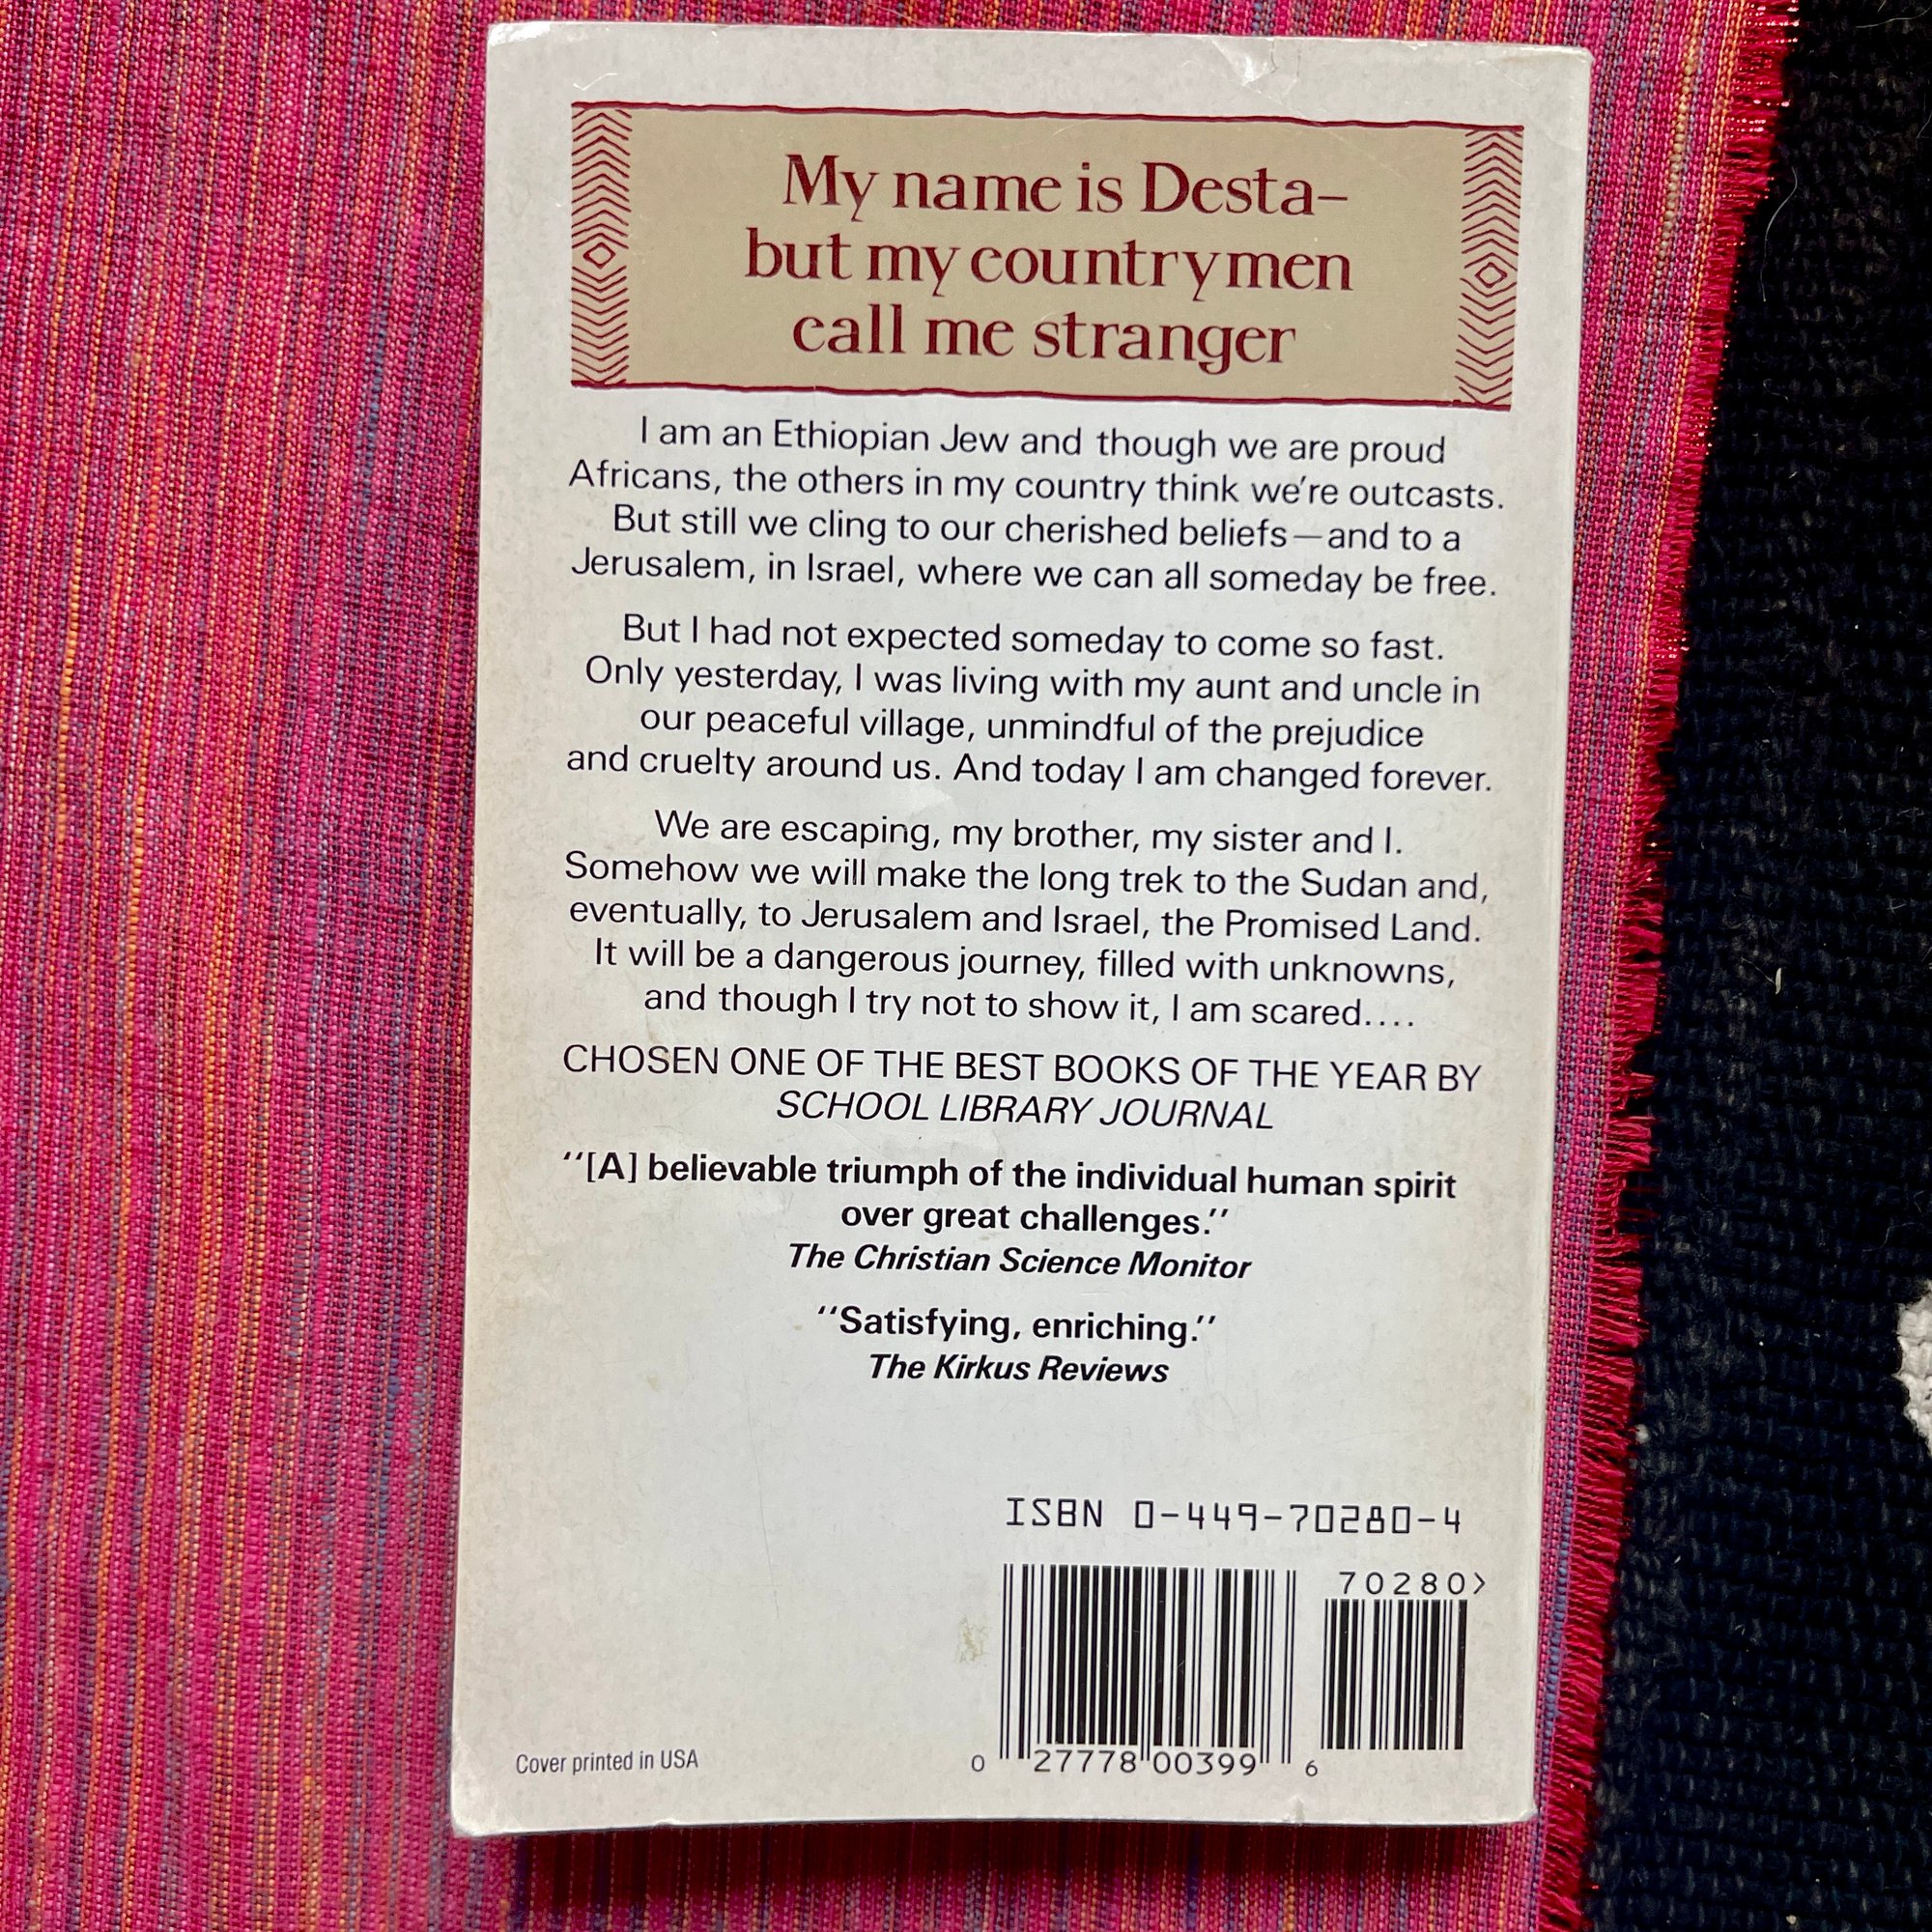 My name is Desta–
but my countrymen
call me stranger
I am an Ethiopian Jew and though we are proud
Africans, the others in my country think we're outcasts.
But still we cling to our cherished beliefs—and to a
Jerusalem, in Israel, where we can all someday be free.
But I had not expected someday to come so fast.
Only yesterday, I was living with my aunt and uncle in
our peaceful village, unmindful of the prejudice
and cruelty around us. And today I am changed forever.
We are escaping, my brother, my sister and I.
Somehow we will make the long trek to the Sudan and,
eventually, to Jerusalem and Israel, the Promised Land.
It will be a dangerous journey, filled with unknowns,
and though I try not to show it, I am scared....
CHOSEN ONE OF THE BEST BOOKS OF THE YEAR BY
SCHOOL LIBRARY JOURNAL
"[A] believable triumph of the individual human spirit
over great challenges."
The Christian Science Monitor
"Satisfying, enriching."
The Kirkus Reviews
ISBN 0-449-70280-4
70280>
0 27778 00399 6
Cover printed in USA